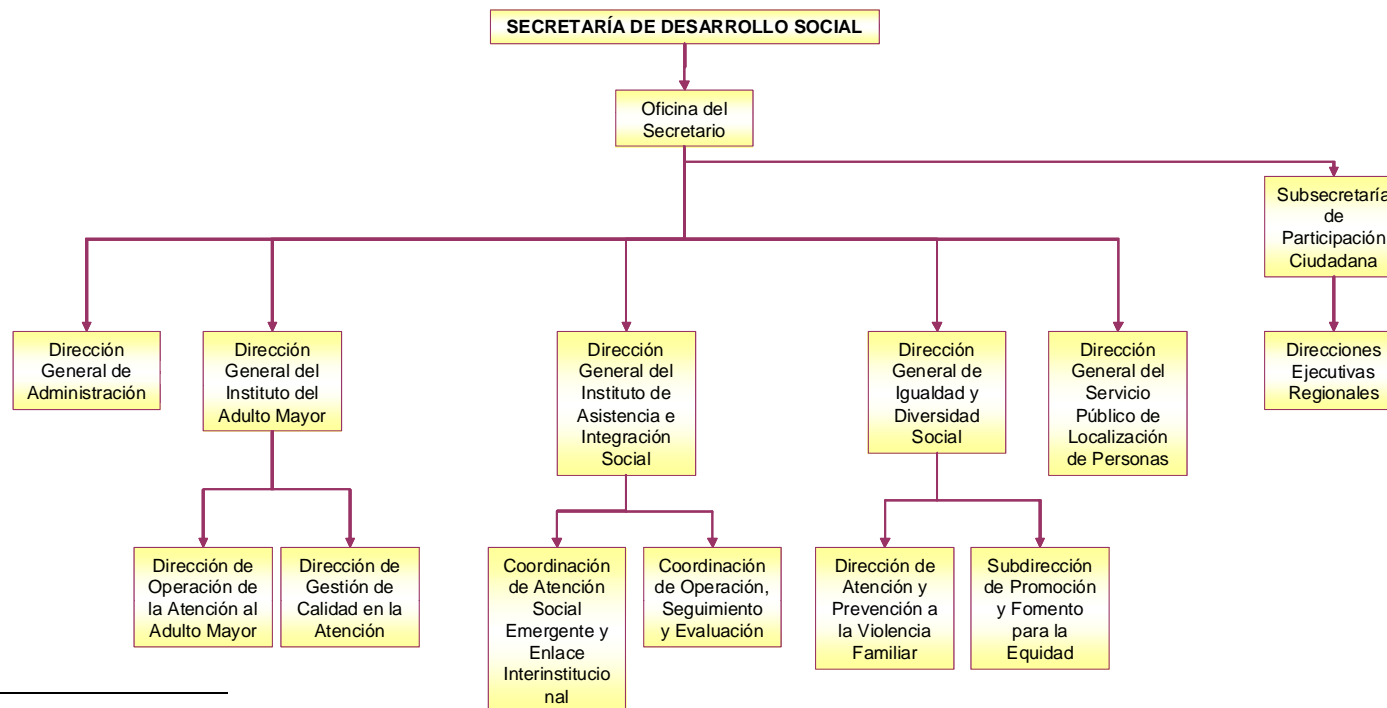 SECRETARÍA DE DESARROLLO SOCIAL
Oficina del
Secretario
Subsecretaría
de
Participación
Ciudadana
Dirección
General de
Administración
Dirección
General del
Instituto del
Adulto Mayor
Dirección
General del
Instituto de
Asistencia e
Integración
Social
Dirección
General de
Igualdad y
Diversidad
Social
Dirección
General del
Servicio
Público de
Localización
de Personas
Direcciones
Ejecutivas
Regionales
Dirección de
Operación de
la Atención al
Adulto Mayor
Dirección de
Gestión de
Calidad en la
Atención
Coordinación
de Atención
Social
Emergente y
Enlace
Interinstitucio
nal
Coordinación
de Operación,
Seguimiento
y Evaluación
Dirección de
Atención y
Prevención a
la Violencia
Familiar
Subdirección
de Promoción
y Fomento
para la
Equidad